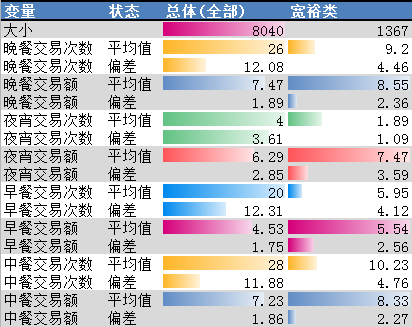 变量 状态 总体(全部) 宽裕类
大小 8040 1367
晚餐交易次数 平均值 26 9.2
晚餐交易次数 偏差 12.08 4.46
晚餐交易额 平均值 7.47 8.55
晚餐交易额 偏差 1.89 2.36
夜宵交易次数 平均值 4 1.89
夜宵交易次数 偏差 3.61 1.09
夜宵交易额 平均值 6.29 7.47
夜宵交易额 偏差 2.85 3.59
早餐交易次数 平均值 20 5.95
早餐交易次数 偏差 12.31 4.12
早餐交易额 平均值 4.53 5.54
早餐交易额 偏差 1.75 2.56
中餐交易次数 平均值 28 10.23
中餐交易次数 偏差 11.88 4.76
中餐交易额 平均值 7.23 8.33
中餐交易额 偏差 1.86 2.27